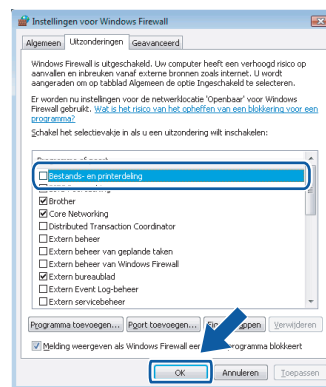 Instellingen voor Windows Firewall
Algemeen Uitzonderingen Geavanceerd
Windows Firewall is uitgeschakeld. Uw computer heeft een verhoogd risico op
aanvallen en inbreuken vanaf externe bronnen zoals internet. U wordt
aangeraden om op tabblad Algemeen de optie Ingeschakeld te selecteren.
Er worden nu instellingen voor de netwerklocatie 'Openbaar' voor Windows
Firewall gebruikt. Wat is het risico van het opheffen van een blokkering voor een
programma?
Schakel het selectievakje in als u een uitzondering wilt inschakelen:
Bestands- en printerdeling
Brother
Core Networking
Distributed Transaction Coordinator
Extern beheer
Extern beheer van geplande taken
Extern beheer van Windows Firewall
Extern bureaublad
Extern Event Log-beheer
Extern servicebeheer
Programma toevoegen... Poort toevoegen... Verwijderen
Melding weergeven als Windows Firewall programma blokkeert
OK Annuleren Toepassen